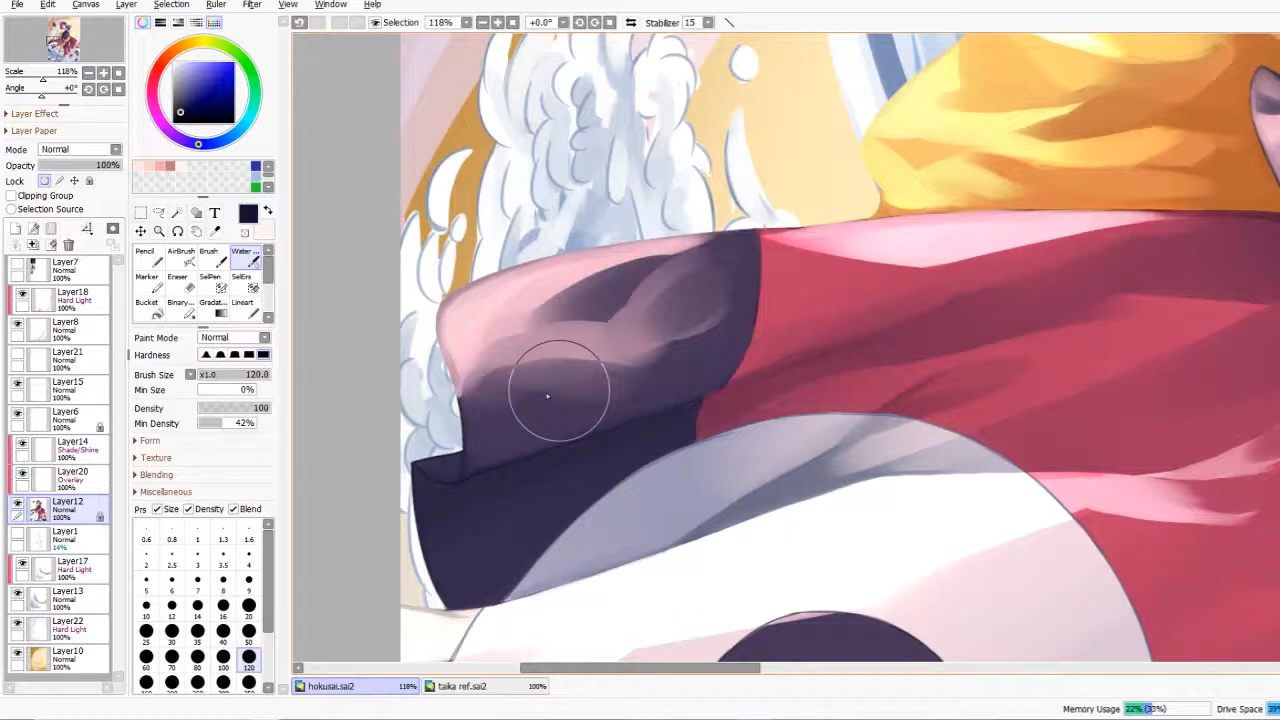 File Edit Canvas Layer Selection Ruler Filter View Window Help
Selection 118% +0.0° Stabilizer 15
Scale 118%
Angle +0°
Layer Effect
Layer Paper
Mode Normal
Opacity 100%
Lock
Clipping Group
Selection Source
Layer7
Normal
100%
Layer18
Hard Light
100%
Layer8
Normal
100%
Layer21
Normal
100%
Layer15
Normal
100%
Layer6
Normal
100%
Layer14
Shade/Shine
100%
Layer20
Overlay
100%
Layer12
Normal
100%
Layer1
Normal
14%
Layer17
Hard Light
100%
Layer13
Normal
100%
Layer22
Hard Light
100%
Layer10
Normal
100%
T
Pencil AirBrush Brush Water ...
Marker Eraser SelPen SelErs
Bucket Binary... Gradat... Lineart
Paint Mode Normal
Hardness
Brush Size x1.0 120.0
Min Size 0%
Density 100
Min Density 42%
Form
Texture
Blending
Miscellaneous
Prs Size Density Blend
0.6 0.8 1 1.3 1.6
2 2.5 3 3.5 4
5 6 7 8 9
10 12 14 16 20
25 30 35 40 50
60 70 80 100 120
hokusai.sai2 118% taika ref.sai2 100%
Memory Usage 22% (33%) Drive Space